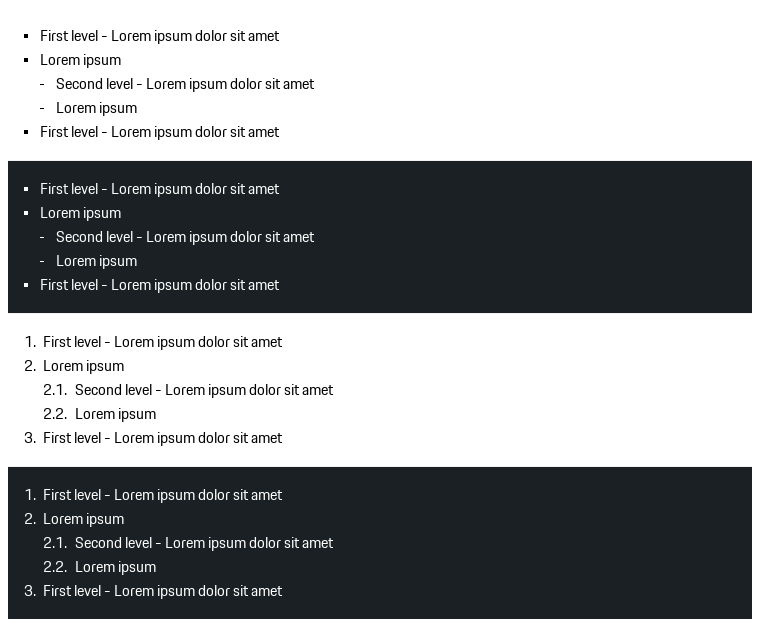 ▪ First level - Lorem ipsum dolor sit amet
▪ Lorem ipsum
- Second level - Lorem ipsum dolor sit amet
- Lorem ipsum
▪ First level - Lorem ipsum dolor sit amet
▪ First level - Lorem ipsum dolor sit amet
▪ Lorem ipsum
- Second level - Lorem ipsum dolor sit amet
- Lorem ipsum
▪ First level - Lorem ipsum dolor sit amet
1. First level - Lorem ipsum dolor sit amet
2. Lorem ipsum
2.1. Second level - Lorem ipsum dolor sit amet
2.2. Lorem ipsum
3. First level - Lorem ipsum dolor sit amet
1. First level - Lorem ipsum dolor sit amet
2. Lorem ipsum
2.1. Second level - Lorem ipsum dolor sit amet
2.2. Lorem ipsum
3. First level - Lorem ipsum dolor sit amet